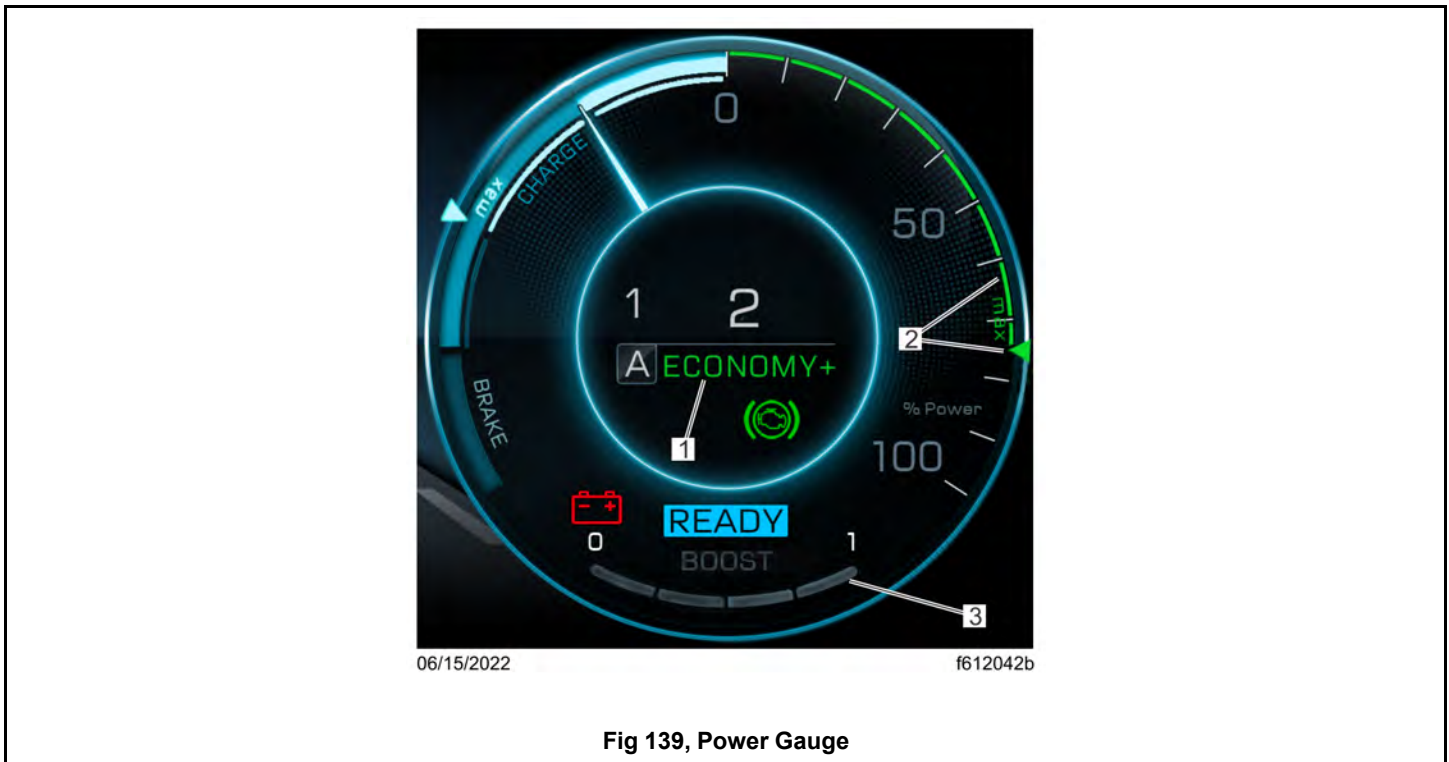 0
CHARGE
max
50
1 2
2
max
A ECONOMY+
BRAKE
% Power
1
100
READY
0 1
BOOST
3
06/15/2022 f612042b
Fig 139, Power Gauge